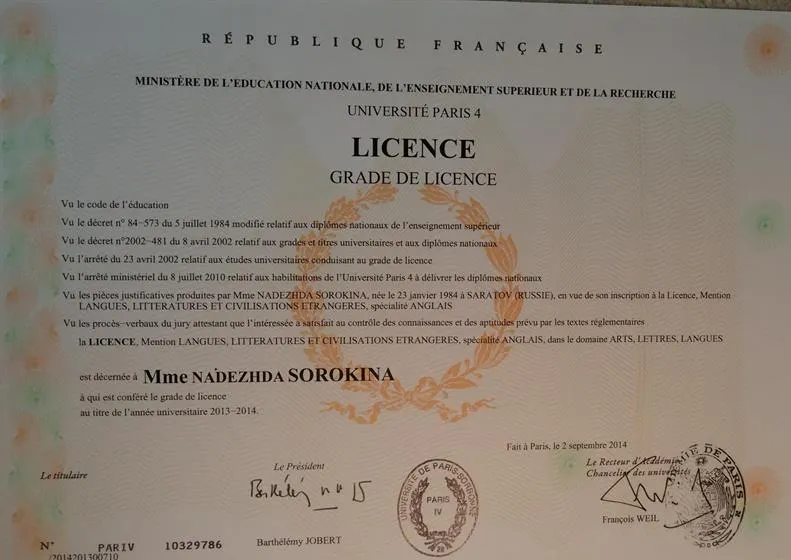 RÉPUBLIQUE FRANÇAISE
MINISTÈRE DE L'EDUCATION NATIONALE, DE L'ENSEIGNEMENT SUPERIEUR ET DE LA RECHERCHE
UNIVERSITÉ PARIS 4
LICENCE
GRADE DE LICENCE
Vu le code de l'éducation
Vu le décret n° 84-573 du 5 juillet 1984 modifié relatif aux diplômes nationaux de l'enseignement supérieur
Vu le décret n°2002-481 du 8 avril 2002 relatif aux grades et titres universitaires et aux diplômes nationaux
Vu l'arrêté du 23 avril 2002 relatif aux études universitaires conduisant au grade de licence
Vu l'arrêté ministériel du 8 juillet 2010 relatif aux habilitations de l'Université Paris 4 à délivrer les diplômes nationaux
Vu les pièces justificatives produites par Mme NADEZHDA SOROKINA, née le 23 janvier 1984 à SARATOV (RUSSIE), en vue de son inscription à la Licence, Mention
LANGUES, LITTERATURES ET CIVILISATIONS ETRANGERES, spécialité ANGLAIS
Vu les procès-verbaux du jury attestant que l'intéressée a satisfait au contrôle des connaissances et des aptitudes prévu par les textes réglementaires
la LICENCE, Mention LANGUES, LITTERATURES ET CIVILISATIONS ETRANGERES, spécialité ANGLAIS, dans le domaine ARTS, LETTRES, LANGUES
est décernée à Mme NADEZHDA SOROKINA
à qui est conféré le grade de licence
au titre de l'année universitaire 2013-2014.
Fait à Paris, le 2 septembre 2014
Le titulaire
Le Président
Le Recteur d'Académie
Chancelier des universités
UNIVERSITÉ DE PARIS-SORBONNE
PARIS
IV
DE PARIS
François WEIL
Barthélémy JOBERT
N° PARIV 10329786
/2014201300710